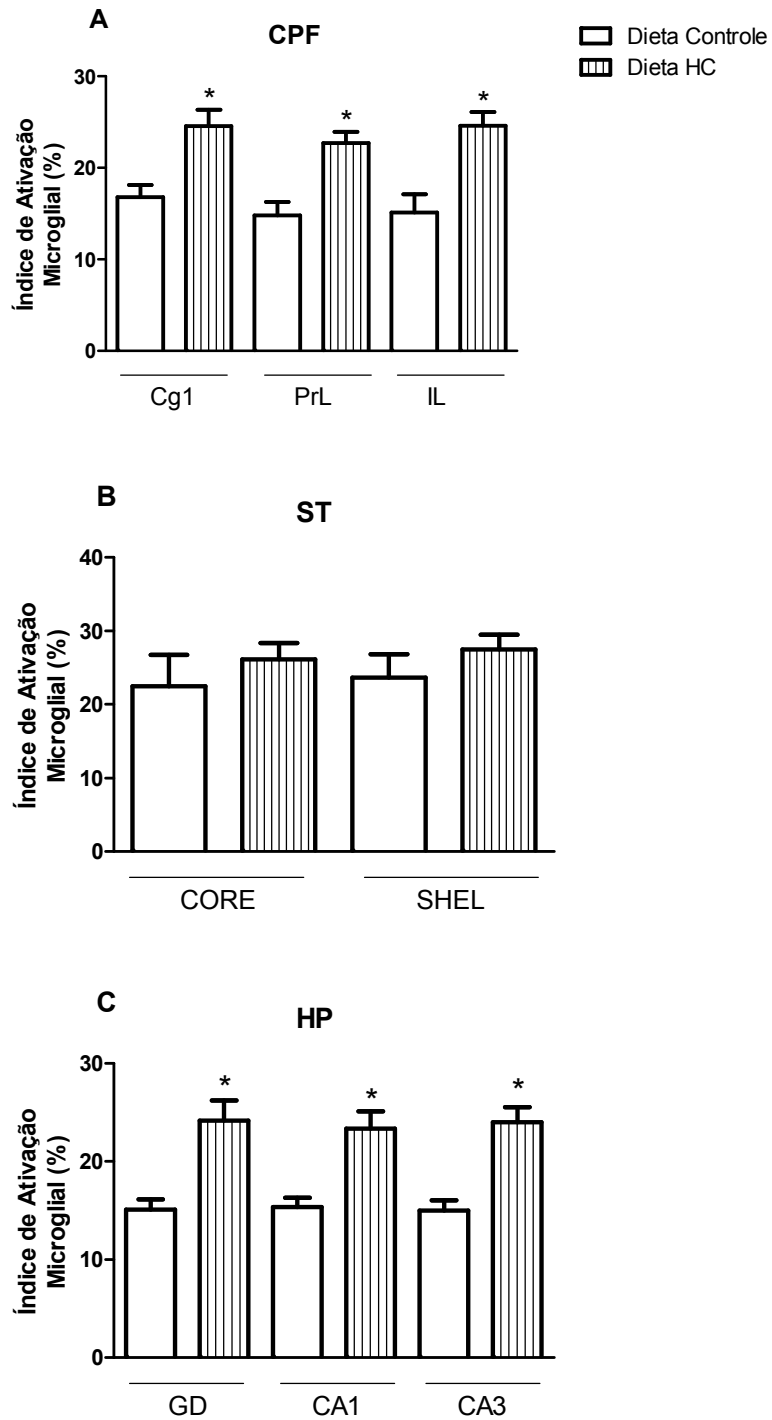 A
CPF
Dieta Controle
Dieta HC
Índice de Ativação
Microglial (%)
30
20
10
0
*
*
*
Cg1
PrL
IL
B
ST
Índice de Ativação
Microglial (%)
40
30
20
10
0
CORE
SHEL
C
HP
Índice de Ativação
Microglial (%)
30
20
10
0
*
*
*
GD
CA1
CA3